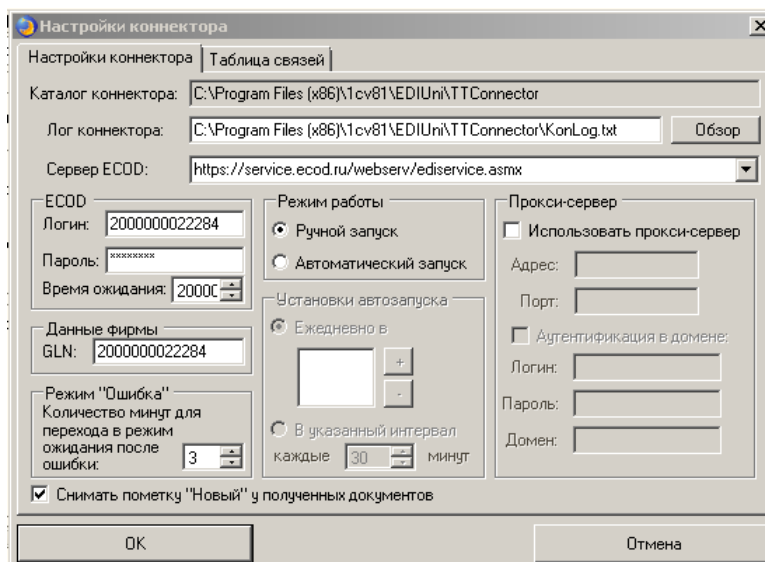 Настройки коннектора
Настройки коннектора Таблица связей
Каталог коннектора: C:\Program Files (x86)\1cv81\EDIUni\TTConnector
Лог коннектора: C:\Program Files (x86)\1cv81\EDIUni\TTConnector\KonLog.txt Обзор
Сервер ECOD: https://service.ecod.ru/webserv/ediservice.asmx
ECOD
Логин: 2000000022284
Пароль: ********
Время ожидания: 20000
Данные фирмы
GLN: 2000000022284
Режим "Ошибка"
Количество минут для
перехода в режим
ожидания после
ошибки: 3
Режим работы
Ручной запуск
Автоматический запуск
Установки автозапуска
Ежедневно в
+
-
В указанный интервал
каждые 30 минут
Прокси-сервер
Использовать прокси-сервер
Адрес:
Порт:
Аутентификация в домене:
Логин:
Пароль:
Домен:
Снимать пометку "Новый" у полученных документов
OK Отмена